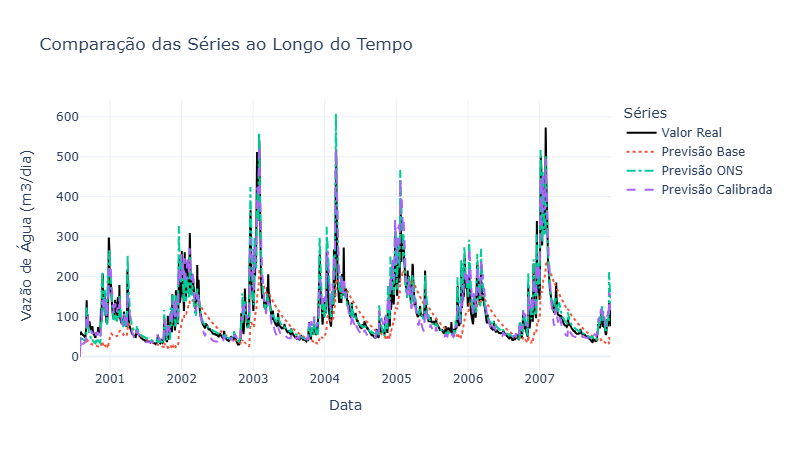 Comparação das Séries ao Longo do Tempo
Séries
Valor Real
Previsão Base
Previsão ONS
Previsão Calibrada
Vazão de Água (m3/dia)
600
500
400
300
200
100
0
2001 2002 2003 2004 2005 2006 2007
Data